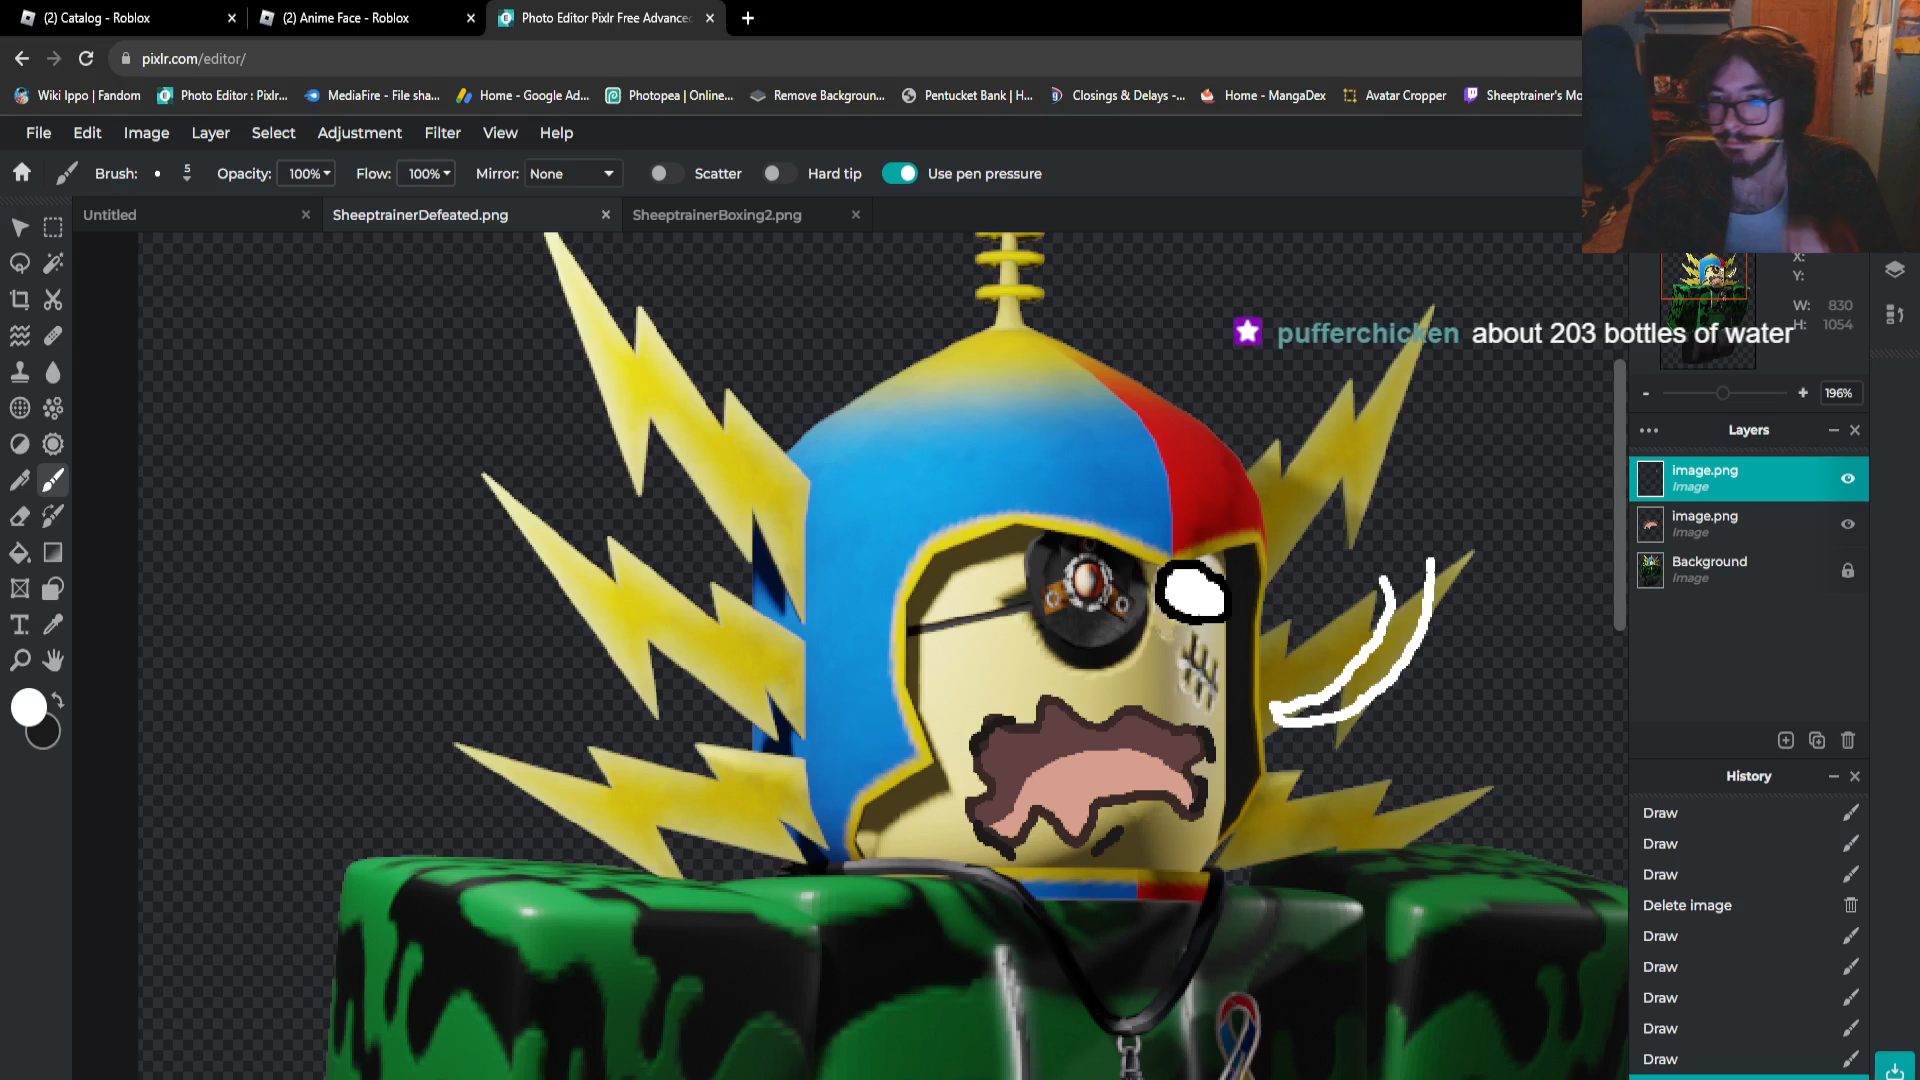 (2) Catalog - Roblox
(2) Anime Face - Roblox
Photo Editor Pixlr Free Advance
pixlr.com/editor/
Wiki Ippo | Fandom
Photo Editor : Pixlr...
MediaFire - File sha...
Home - Google Ad...
Photopea | Online...
Remove Backgroun...
Pentucket Bank | H...
Closings & Delays -...
Home - MangaDex
Avatar Cropper
Sheeptrainer's Mo
File Edit Image Layer Select Adjustment Filter View Help
Brush: 5 Opacity: 100% Flow: 100% Mirror: None Scatter Hard tip Use pen pressure
Untitled
SheeptrainerDefeated.png
SheeptrainerBoxing2.png
X:
Y:
W: 830
H: 1054
pufferchicken about 203 bottles of water
196%
Layers
image.png
Image
image.png
Image
Background
Image
History
Draw
Draw
Draw
Delete image
Draw
Draw
Draw
Draw
Draw